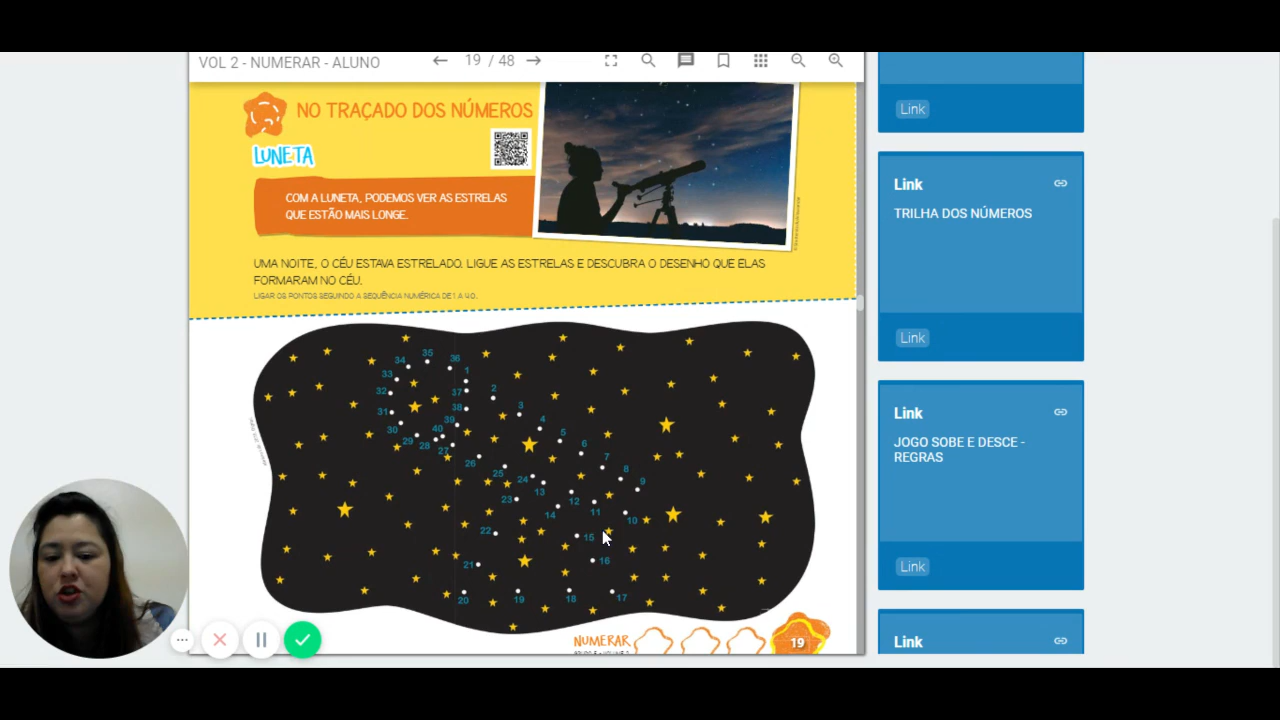 VOL 2 - NUMERAR - ALUNO
19 / 48
NO TRAÇADO DOS NÚMEROS
LUNETA
COM A LUNETA, PODEMOS VER AS ESTRELAS
QUE ESTÃO MAIS LONGE.
UMA NOITE, O CÉU ESTAVA ESTRELADO. LIGUE AS ESTRELAS E DESCUBRA O DESENHO QUE ELAS
FORMARAM NO CÉU.
LIGAR OS PONTOS SEGUINDO A SEQUÊNCIA NUMÉRICA DE 1 A 40.
35
36
34
1
33
2
32
37
3
31
38
4
39
30
40
5
29
28
27
6
26
7
25
8
24
9
13
23
12
14
11
10
22
15
21
16
20
19
18
17
NUMERAR
19
Link
Link
TRILHA DOS NÚMEROS
Link
Link
JOGO SOBE E DESCE -
REGRAS
Link
Link